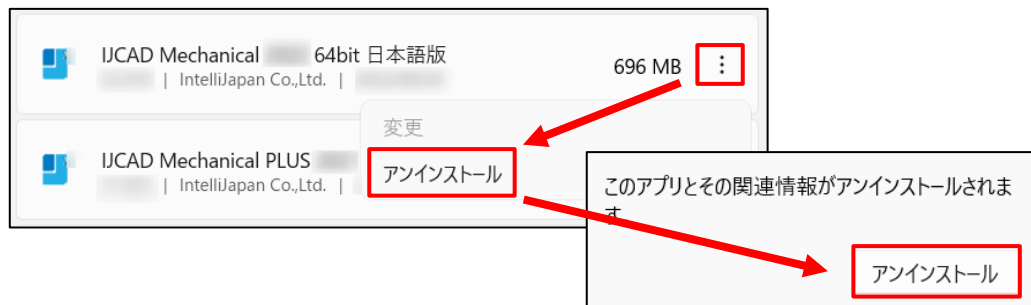 IJCAD Mechanical 64bit 日本語版
| IntelliJapan Co.,Ltd. |
696 MB
変更
アンインストール
IJCAD Mechanical PLUS
| IntelliJapan Co.,Ltd. |
このアプリとその関連情報がアンインストールされま
す
アンインストール